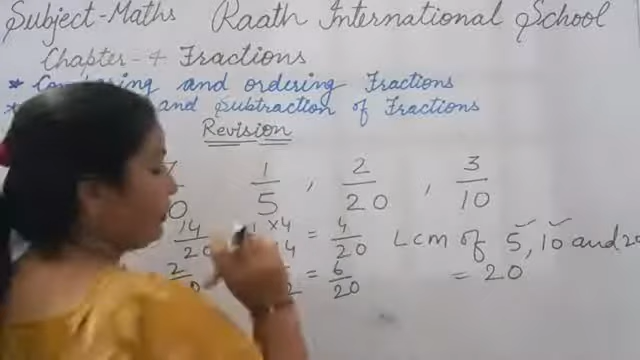 Subject-Maths Raath International School
Chapter-4 Fractions
* Comparing and ordering Fractions
* and Subtraction of Fractions
Revision
1/5 , 2/20 , 3/10
14/20 ×4 = 4/20 LCM of 5, 10 and 20
= 6/20 = 20